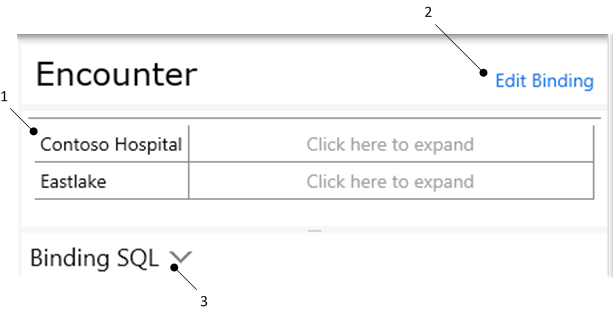 2
Encounter
Edit Binding
1
Contoso Hospital Click here to expand
Eastlake Click here to expand
Binding SQL
3